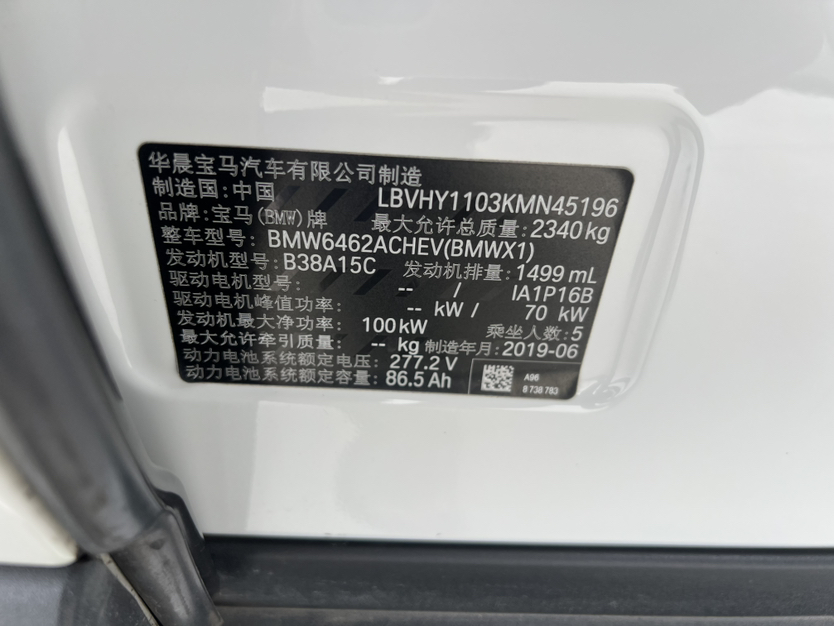 华晨宝马汽车有限公司制造
制造国:中国 LBVHY1103KMN45196
品牌:宝马(BMW)牌 最大允许总质量:2340kg
整车型号: BMW6462ACHEV(BMWX1)
发动机型号:B38A15C 发动机排量:1499 mL
驱动电机型号: -- / IA1P16B
驱动电机峰值功率: -- kW / 70 kW
发动机最大净功率: 100kW 乘坐人数:5
最大允许牵引质量: -- kg 制造年月:2019-06
动力电池系统额定电压:277.2 V
动力电池系统额定容量:86.5 Ah
A96
8 738 783